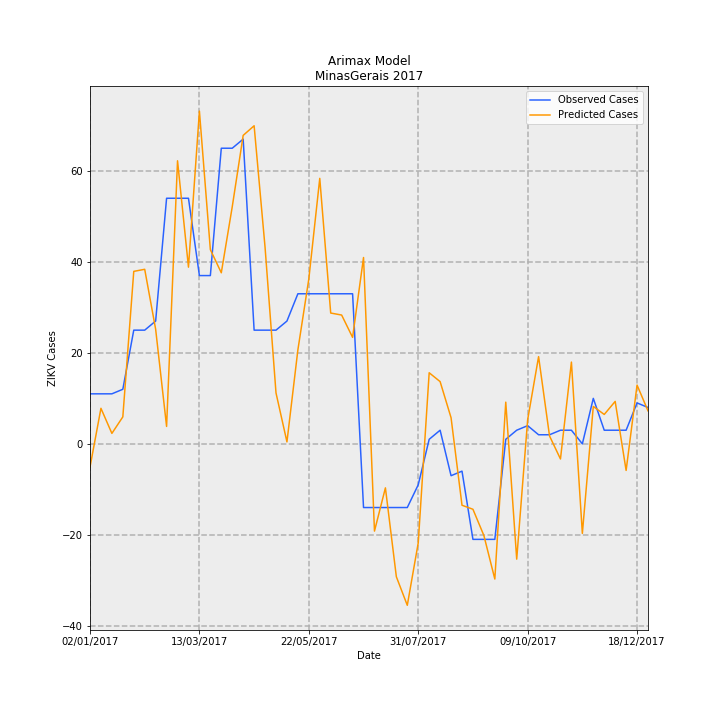 Arimax Model
MinasGerais 2017
Observed Cases
Predicted Cases
ZIKV Cases
60
40
20
0
−20
−40
02/01/2017
13/03/2017
22/05/2017
31/07/2017
09/10/2017
18/12/2017
Date